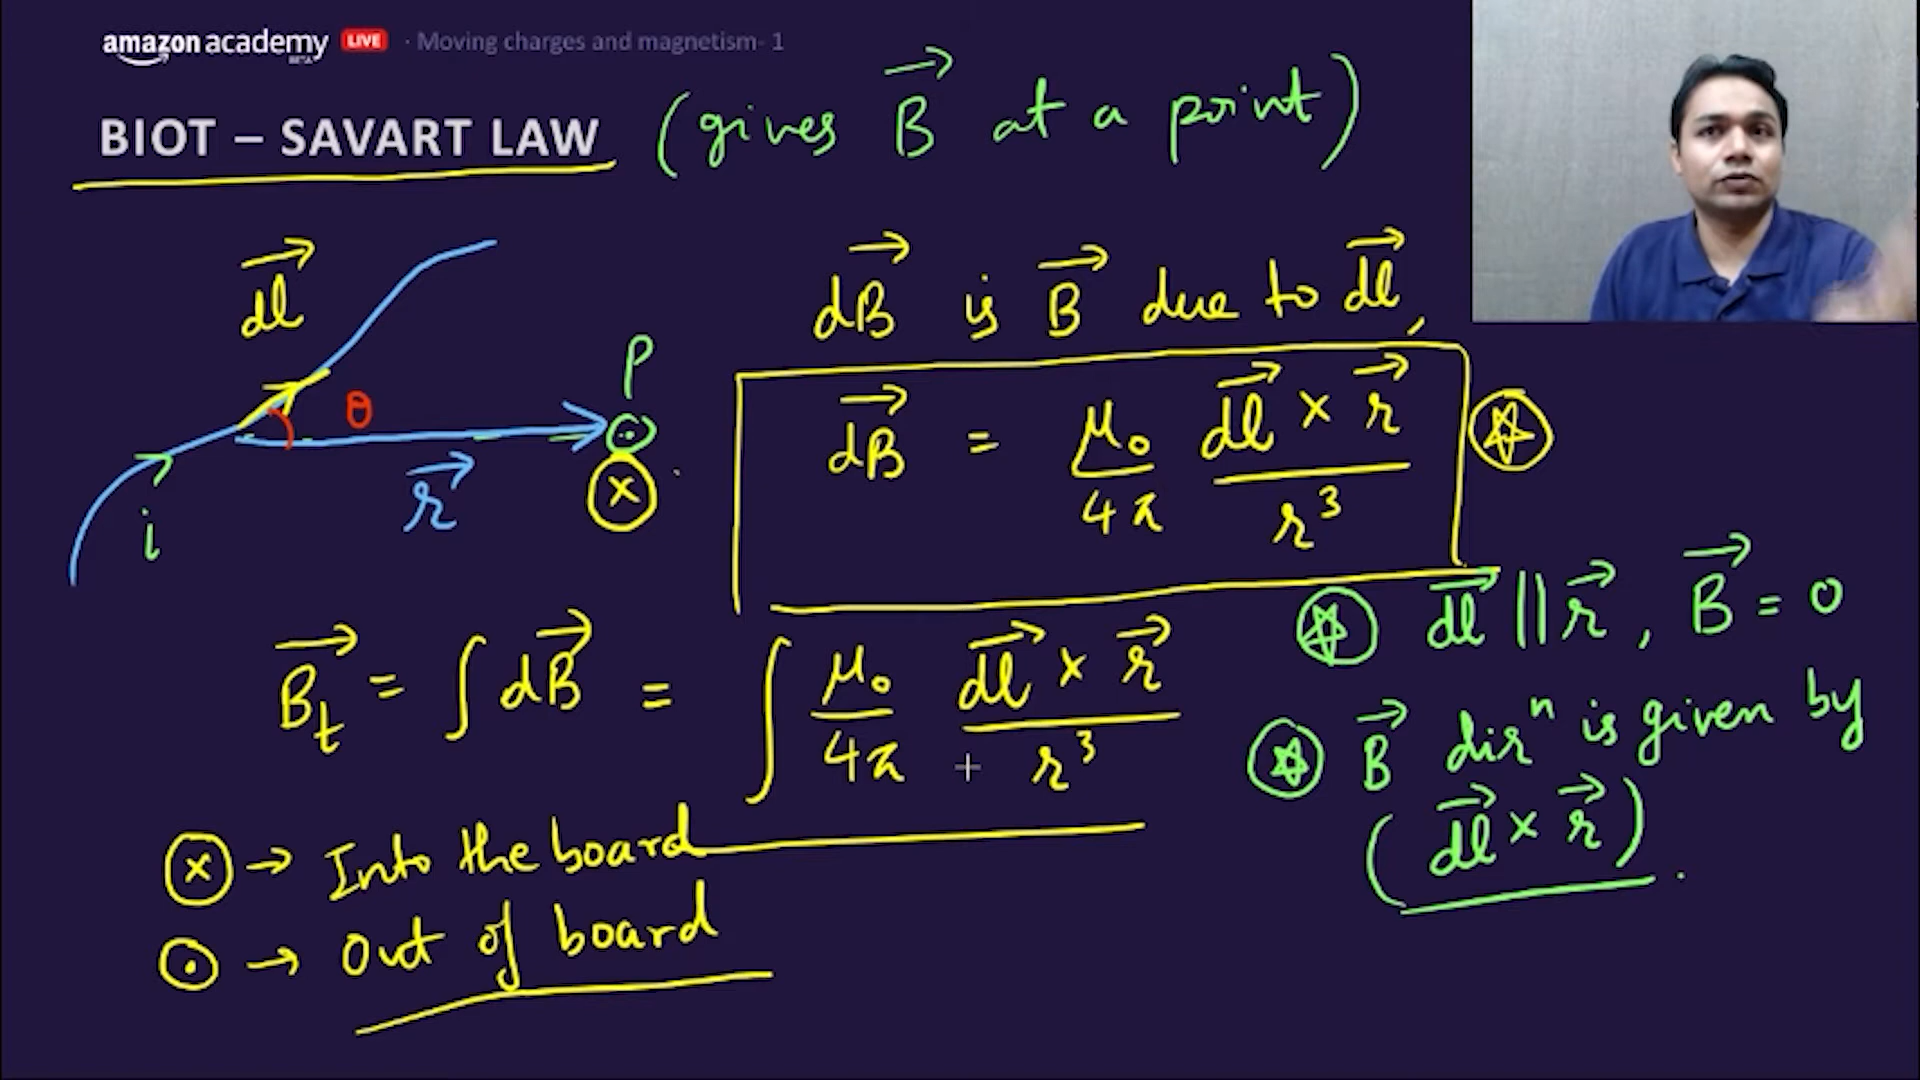 amazon academy LIVE · Moving charges and magnetism- 1
BETA
BIOT – SAVART LAW (gives B⃗ at a point)
dl⃗
θ
P
i
r⃗
dB⃗ is B⃗ due to dl⃗,
dB⃗ = μ₀/4π dl⃗ × r⃗/r³
dl⃗ || r⃗, B⃗ = 0
B⃗ₜ = ∫ dB⃗ = ∫ μ₀/4π dl⃗ × r⃗/r³
B⃗ dirⁿ is given by
(dl⃗ × r⃗).
ⓧ → Into the board
⊙ → Out of board